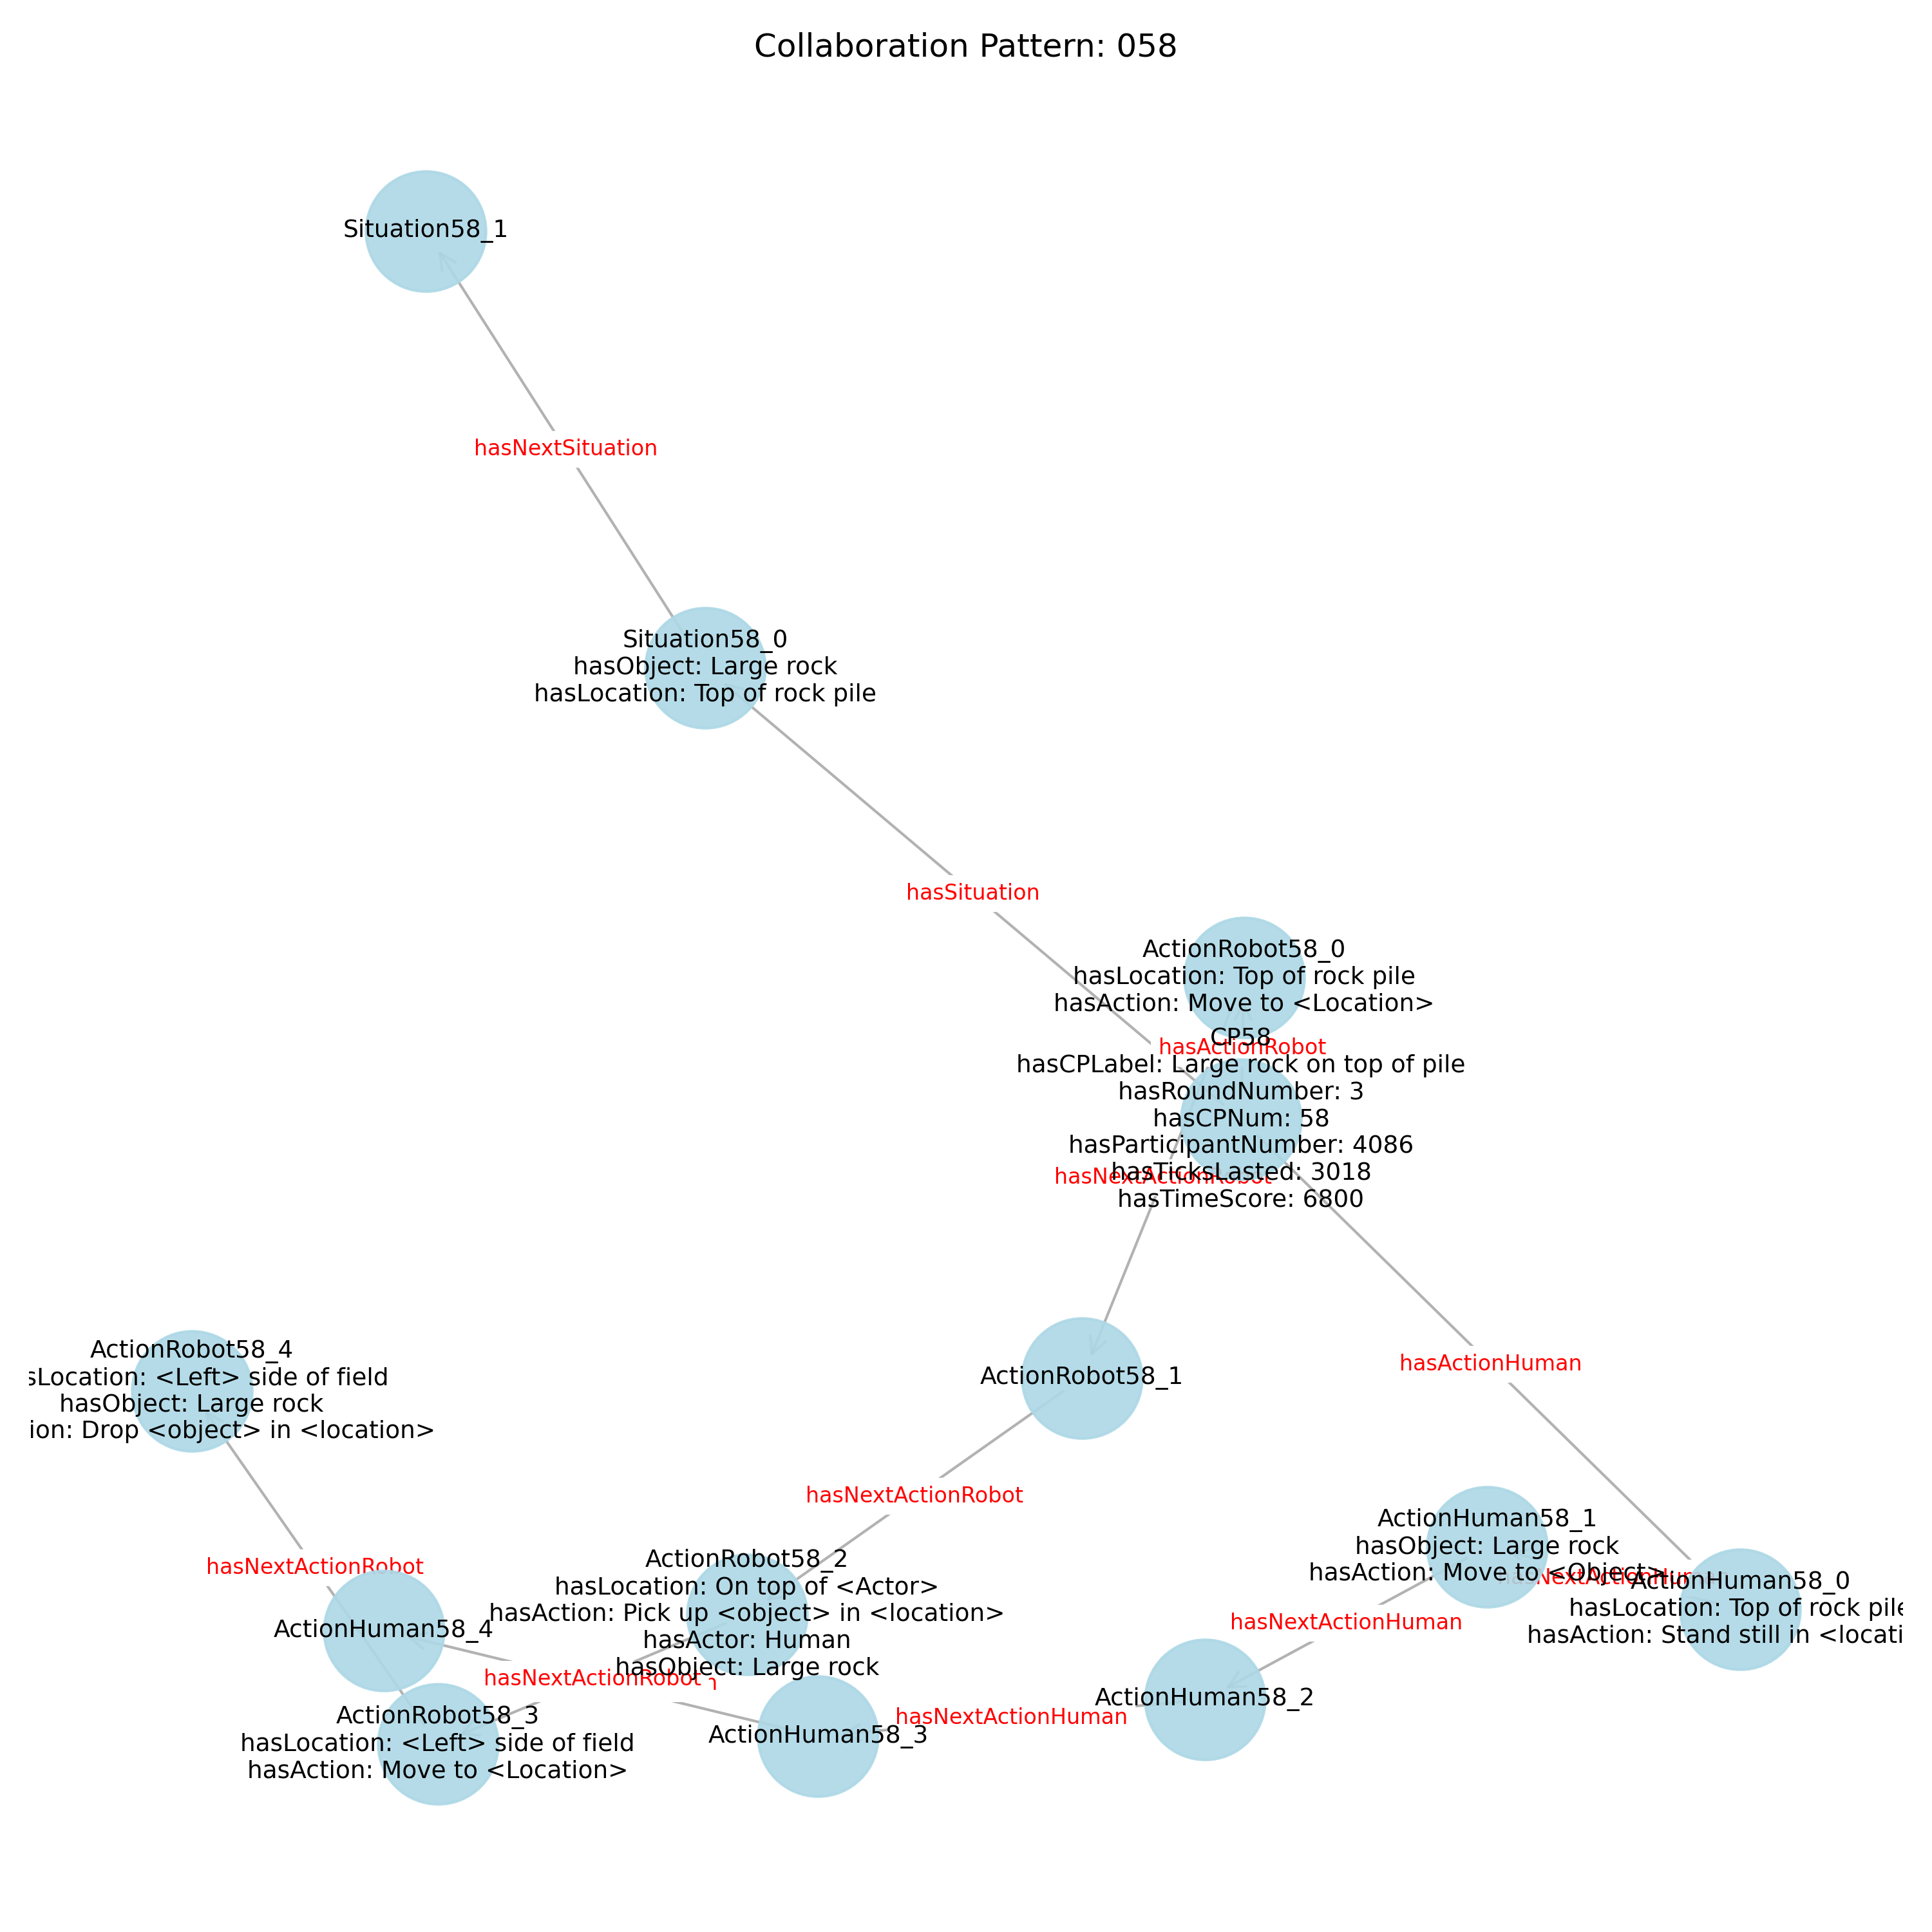 Collaboration Pattern: 058
Situation58_1
hasNextSituation
Situation58_0
hasObject: Large rock
hasLocation: Top of rock pile
hasSituation
ActionRobot58_0
hasLocation: Top of rock pile
hasAction: Move to <Location>
hasActionRobot
CP58
hasCPLabel: Large rock on top of pile
hasRoundNumber: 3
hasCPNum: 58
hasParticipantNumber: 4086
hasTicksLasted: 3018
hasTimeScore: 6800
hasNextActionRobot
ActionRobot58_1
hasActionHuman
ActionRobot58_4
sLocation: <Left> side of field
hasObject: Large rock
ion: Drop <object> in <location>
hasNextActionRobot
ActionHuman58_1
hasObject: Large rock
hasAction: Move to <Object>
hasNextActionHum
ActionHuman58_0
hasLocation: Top of rock pile
hasAction: Stand still in <locati
hasNextActionRobot
ActionRobot58_2
hasLocation: On top of <Actor>
hasAction: Pick up <object> in <location>
hasActor: Human
hasObject: Large rock
hasNextActionHuman
ActionHuman58_4
hasNextActionRobot
ActionHuman58_2
hasNextActionHuman
ActionHuman58_3
ActionRobot58_3
hasLocation: <Left> side of field
hasAction: Move to <Location>